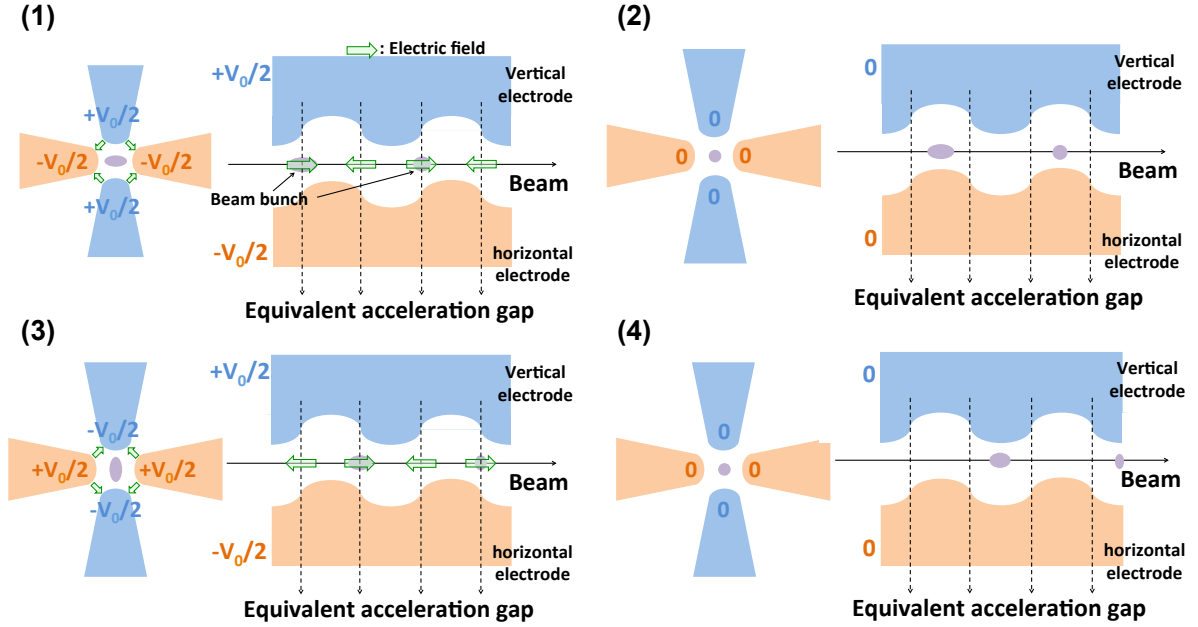 (1)
: Electric field
+V0/2
Vertical
electrode
+V0/2
-V0/2
-V0/2
+V0/2
Beam bunch
Beam
-V0/2
horizontal
electrode
Equivalent acceleration gap
(2)
0
Vertical
electrode
0
0
0
0
Beam
0
horizontal
electrode
Equivalent acceleration gap
(3)
+V0/2
Vertical
electrode
-V0/2
+V0/2
+V0/2
-V0/2
Beam
-V0/2
horizontal
electrode
Equivalent acceleration gap
(4)
0
Vertical
electrode
0
0
0
0
Beam
0
horizontal
electrode
Equivalent acceleration gap